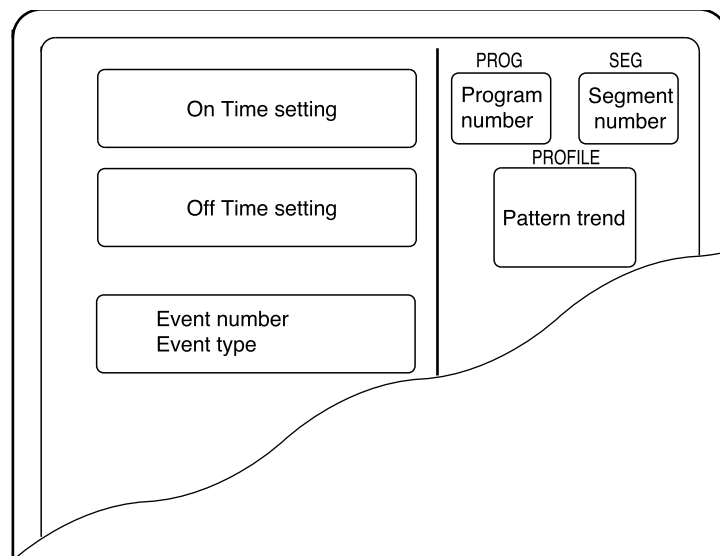 On Time setting
Off Time setting
Event number
Event type
PROG
Program
number
SEG
Segment
number
PROFILE
Pattern trend